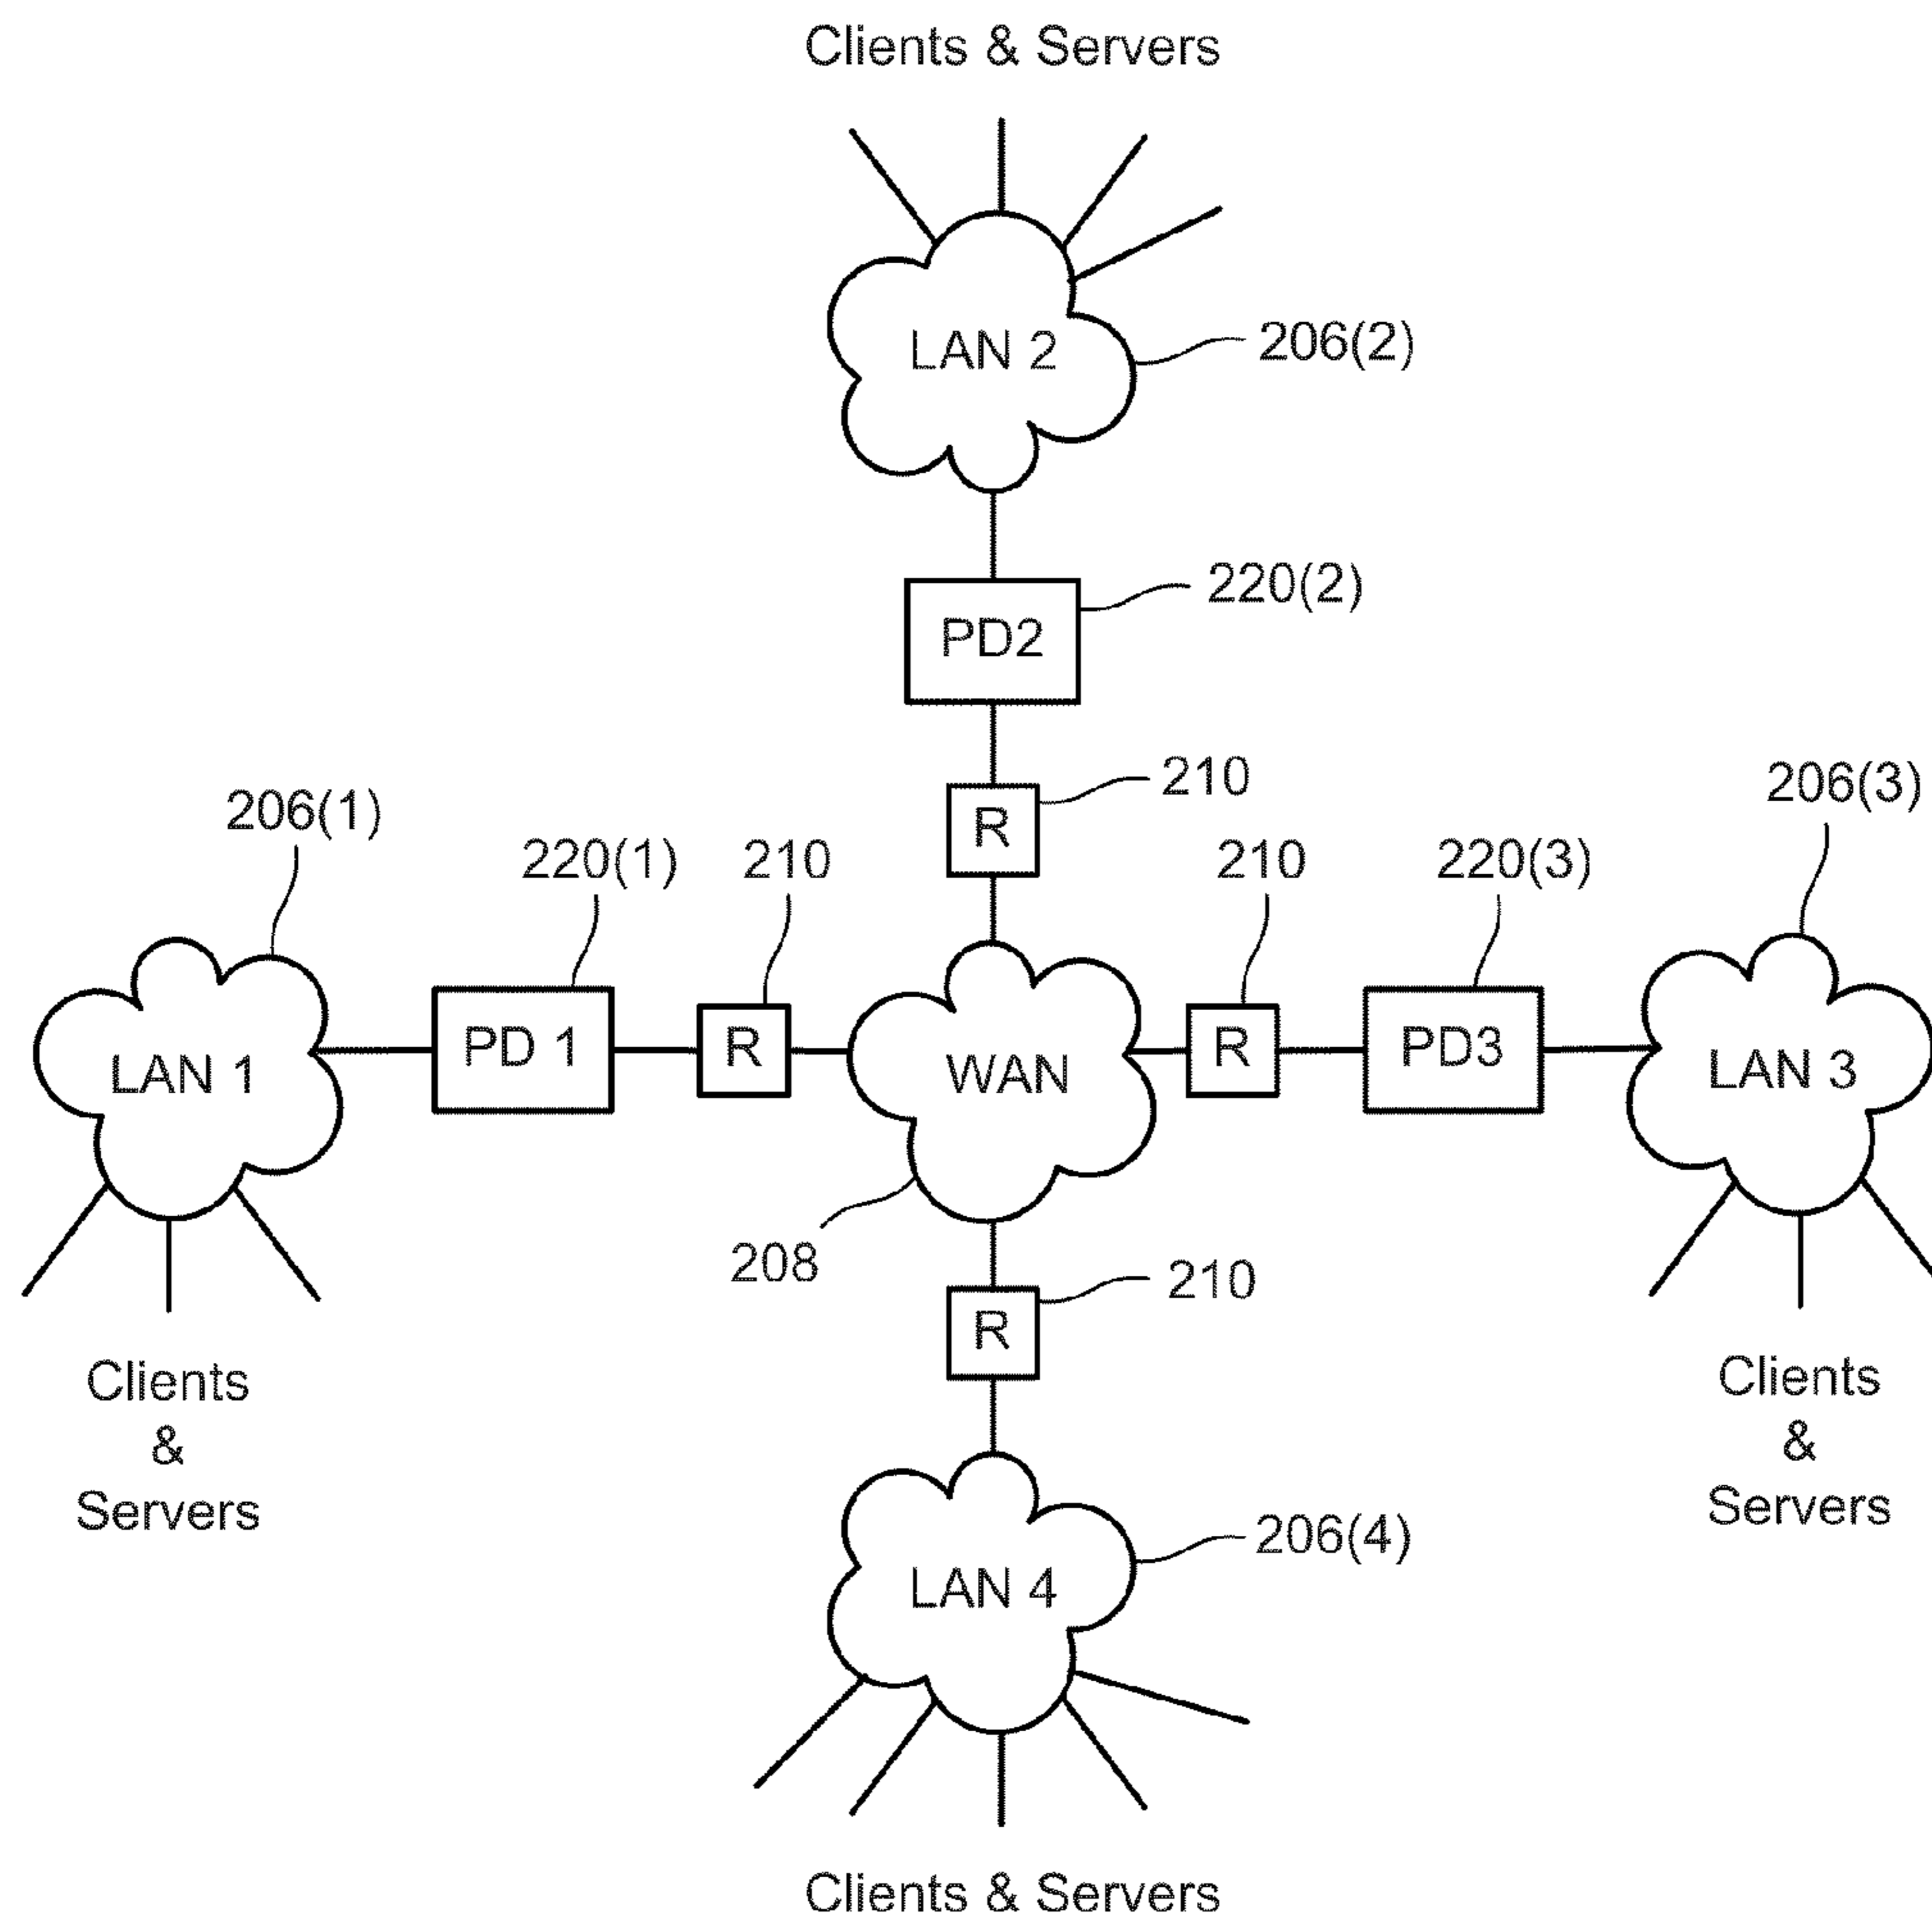 Clients & Servers
LAN 2
206(2)
220(2)
PD2
210
R
206(3)
206(1)
220(1)
210
210
220(3)
LAN 1
PD 1
R
WAN
R
PD3
LAN 3
208
210
R
Clients
&
Servers
Clients
&
Servers
206(4)
LAN 4
Clients & Servers